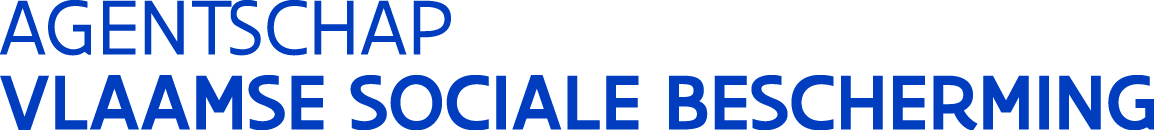 AGENTSCHAP
VLAAMSE SOCIALE BESCHERMING